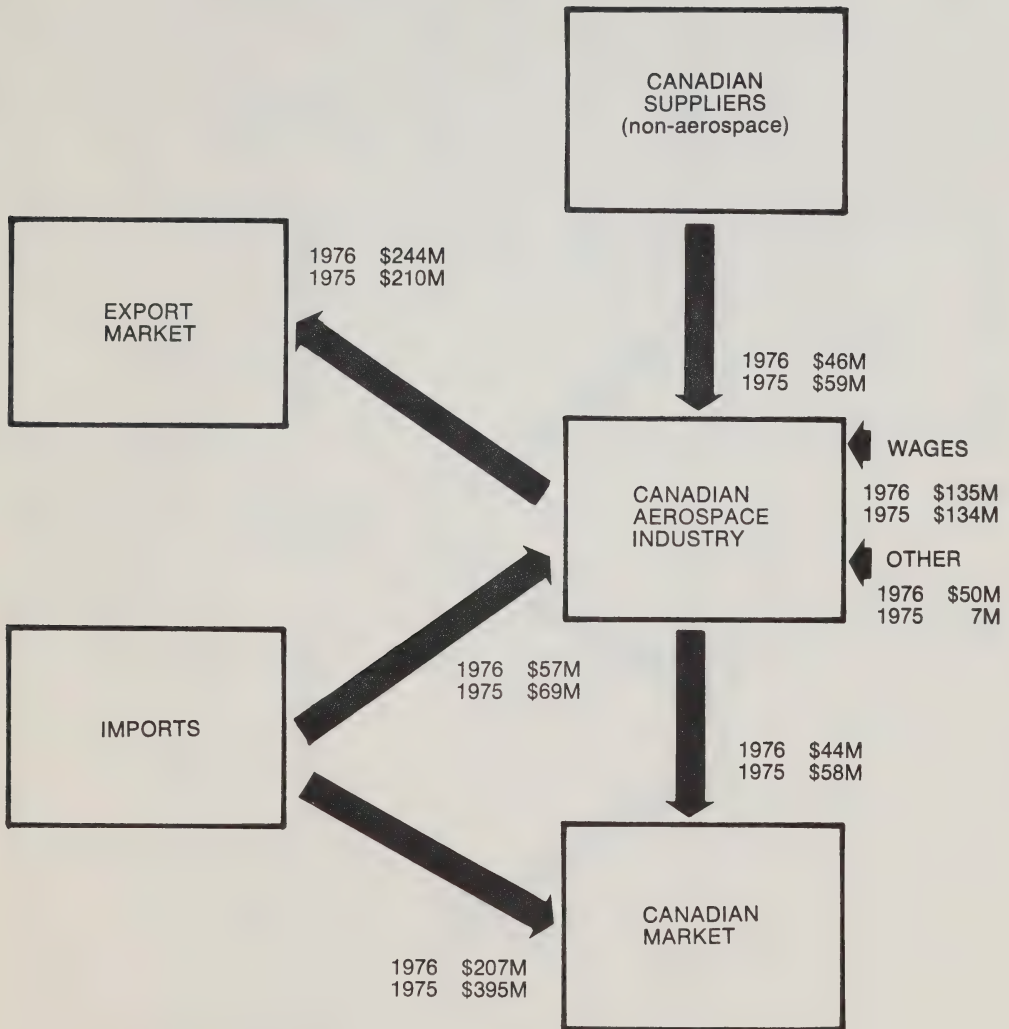 CANADIAN
SUPPLIERS
(non-aerospace)
1976 $244M
1975 $210M
EXPORT
MARKET
1976 $46M
1975 $59M
WAGES
1976 $135M
1975 $134M
CANADIAN
AEROSPACE
INDUSTRY
OTHER
1976 $50M
1975 7M
1976 $57M
1975 $69M
IMPORTS
1976 $44M
1975 $58M
CANADIAN
MARKET
1976 $207M
1975 $395M